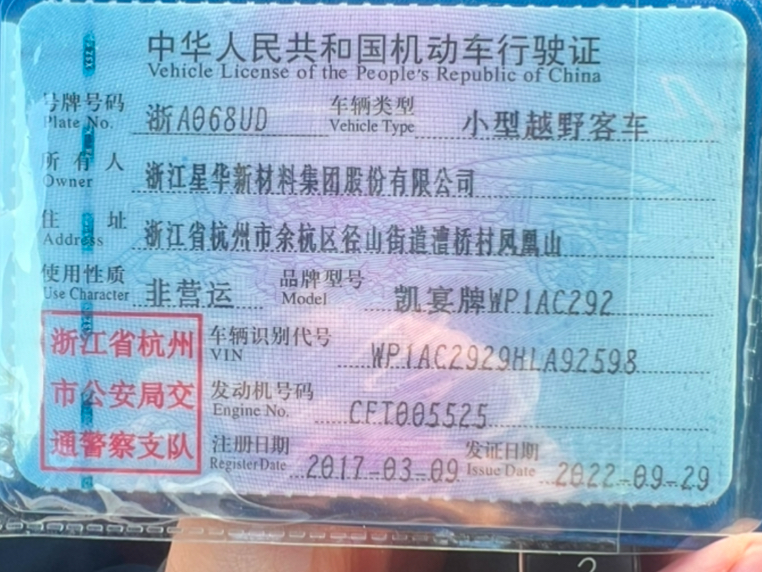 中华人民共和国机动车行驶证
Vehicle License of the People's Republic of China
号牌号码 浙A068UD 车辆类型 小型越野客车
Plate No. Vehicle Type
所有人 浙江星华新材料集团股份有限公司
Owner
住址 浙江省杭州市余杭区径山街道漕桥村凤凰山
Address
使用性质 非营运 品牌型号 凯宴牌WP1AC292
Use Character Model
浙江省杭州 车辆识别代号 WP1AC2929HLA92598
VIN
市公安局交 发动机号码 CFT005525
Engine No.
通警察支队 注册日期 2017-03-09 发证日期 2022-09-29
Register Date Issue Date